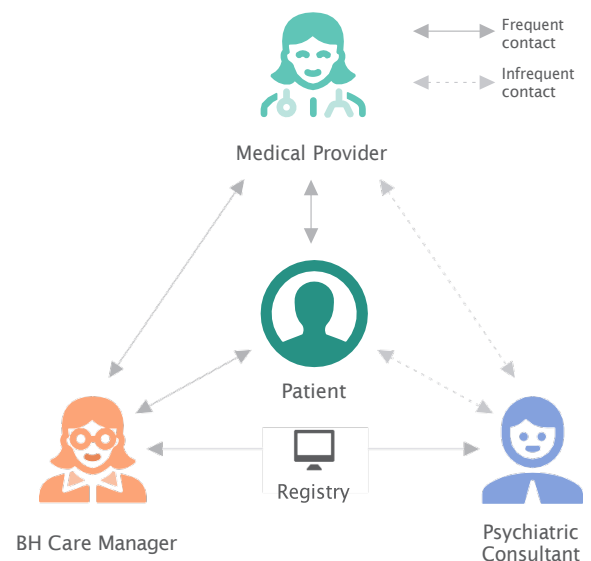 Frequent
contact
Infrequent
contact
Medical Provider
Patient
Registry
BH Care Manager
Psychiatric
Consultant